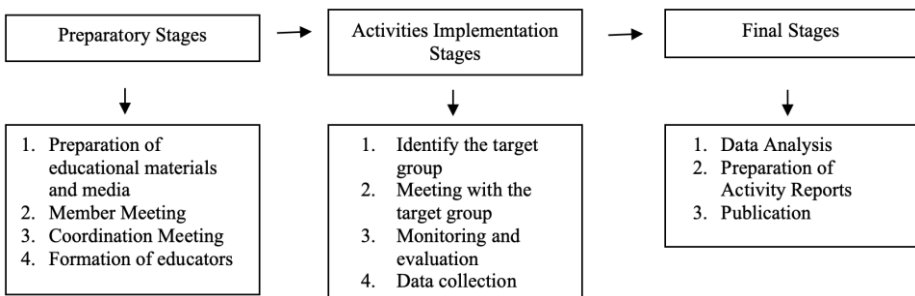 Preparatory Stages
Activities Implementation
Stages
Final Stages
1. Preparation of
educational materials
and media
2. Member Meeting
3. Coordination Meeting
4. Formation of educators
1. Identify the target
group
2. Meeting with the
target group
3. Monitoring and
evaluation
4. Data collection
1. Data Analysis
2. Preparation of
Activity Reports
3. Publication